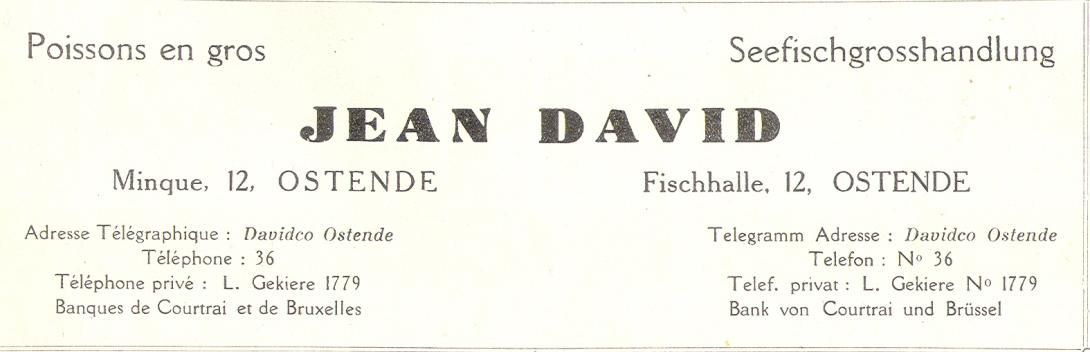 Poissons en gros
Seefischgrosshandlung
JEAN DAVID
Minque, 12, OSTENDE
Fischhalle, 12, OSTENDE
Adresse Télégraphique : Davidco Ostende
Téléphone : 36
Téléphone privé : L. Gekiere 1779
Banques de Courtrai et de Bruxelles
Telegramm Adresse : Davidco Ostende
Telefon : Nº 36
Telef. privat : L. Gekiere Nº 1779
Bank von Courtrai und Brüssel